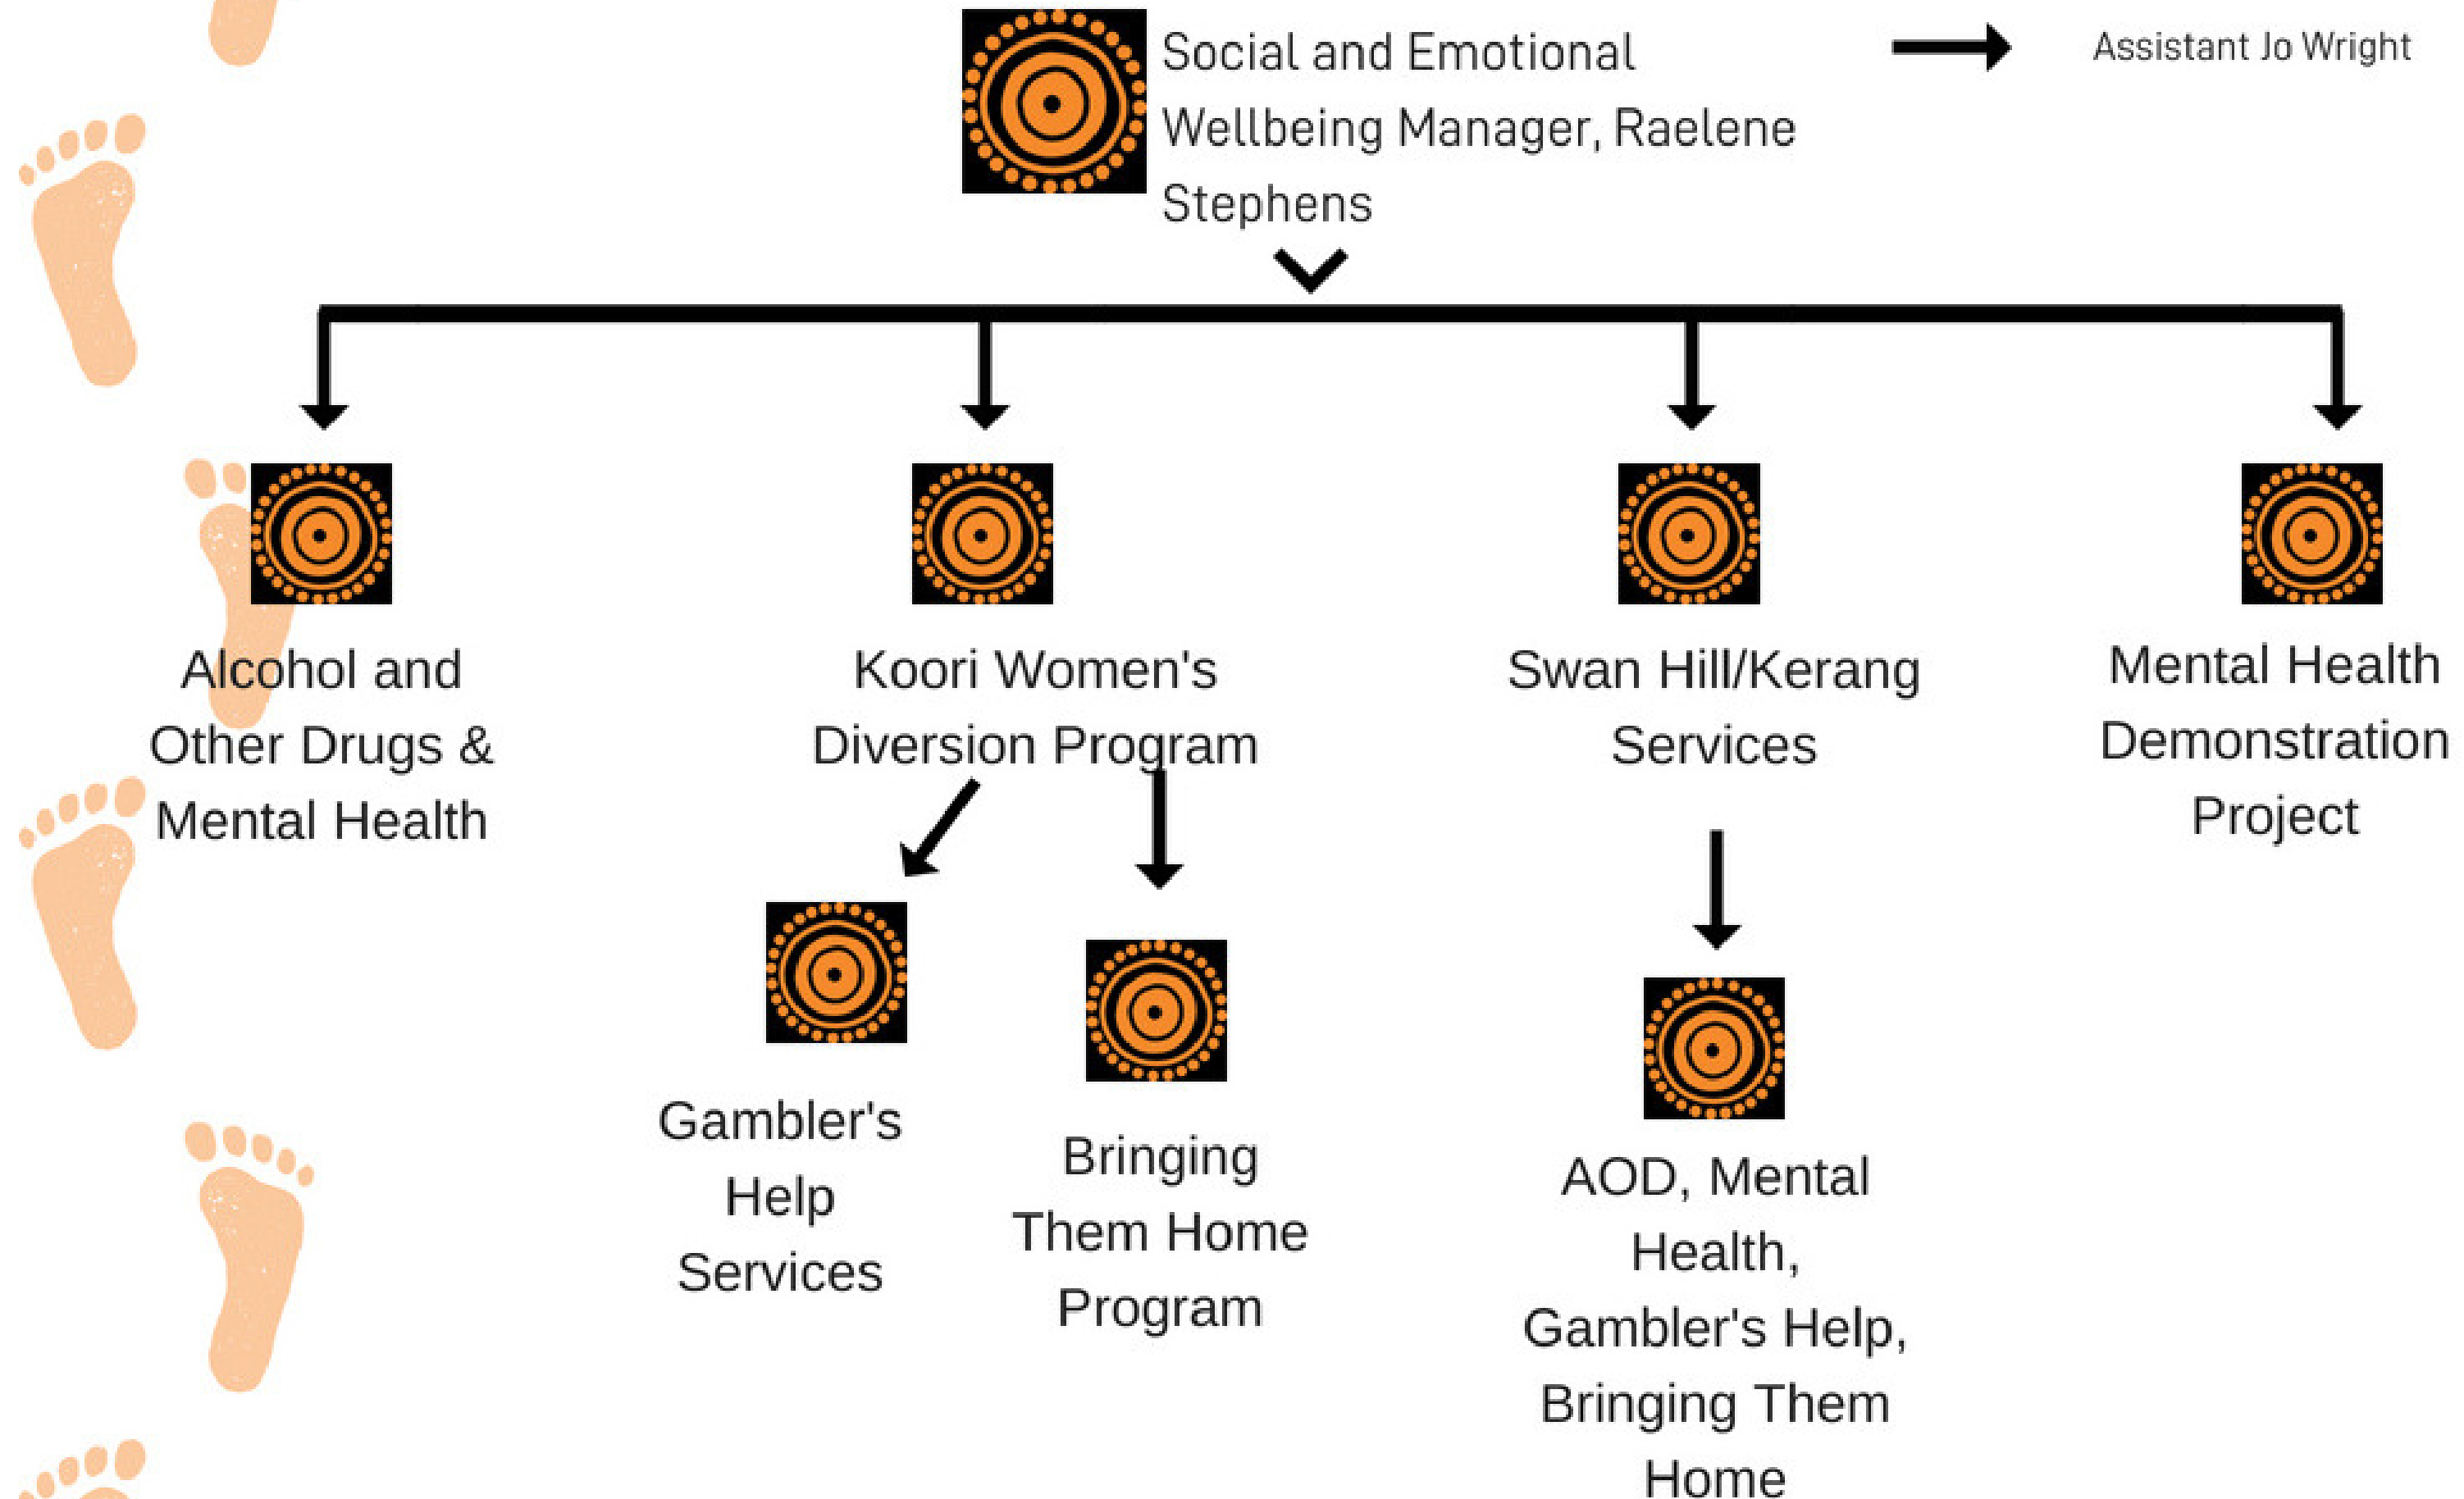 Social and Emotional
Wellbeing Manager, Raelene
Stephens
Assistant Jo Wright
Alcohol and
Other Drugs &
Mental Health
Koori Women's
Diversion Program
Swan Hill/Kerang
Services
Mental Health
Demonstration
Project
Gambler's
Help
Services
Bringing
Them Home
Program
AOD, Mental
Health,
Gambler's Help,
Bringing Them
Home